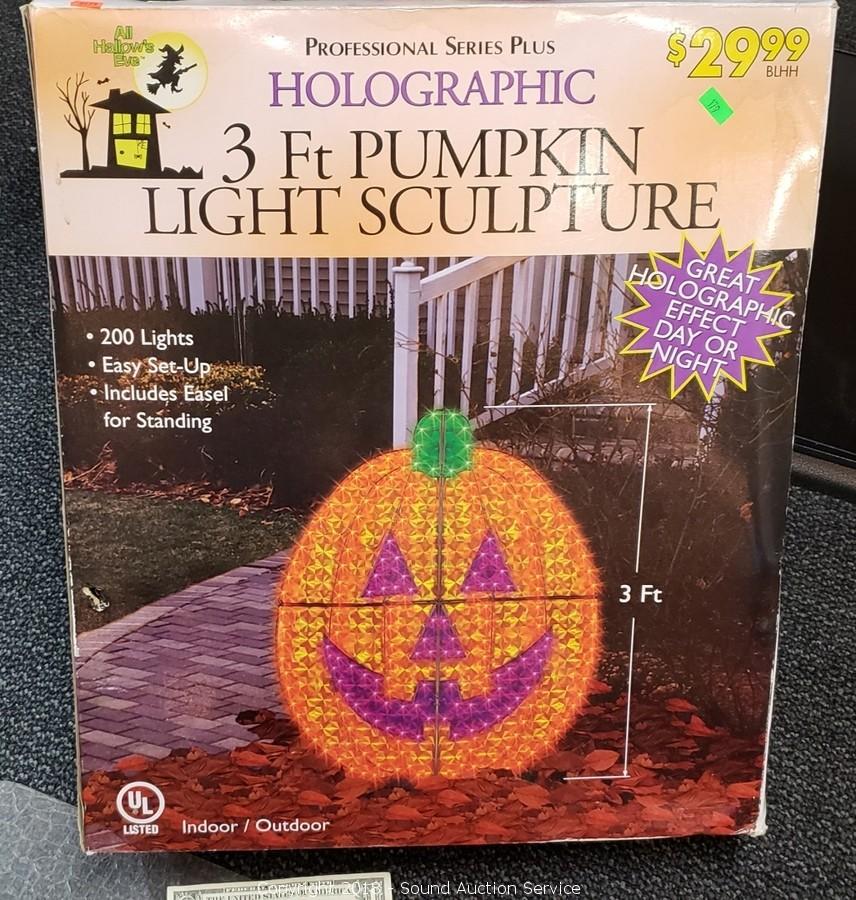 All
Hallow's
Eve™
PROFESSIONAL SERIES PLUS
$29.99
BLHH
HOLOGRAPHIC
3 Ft PUMPKIN
LIGHT SCULPTURE
GREAT
HOLOGRAPHIC
EFFECT
DAY OR
NIGHT
• 200 Lights
• Easy Set-Up
• Includes Easel
for Standing
3 Ft
UL
LISTED
Indoor / Outdoor
Copyright 2018 - Sound Auction Service